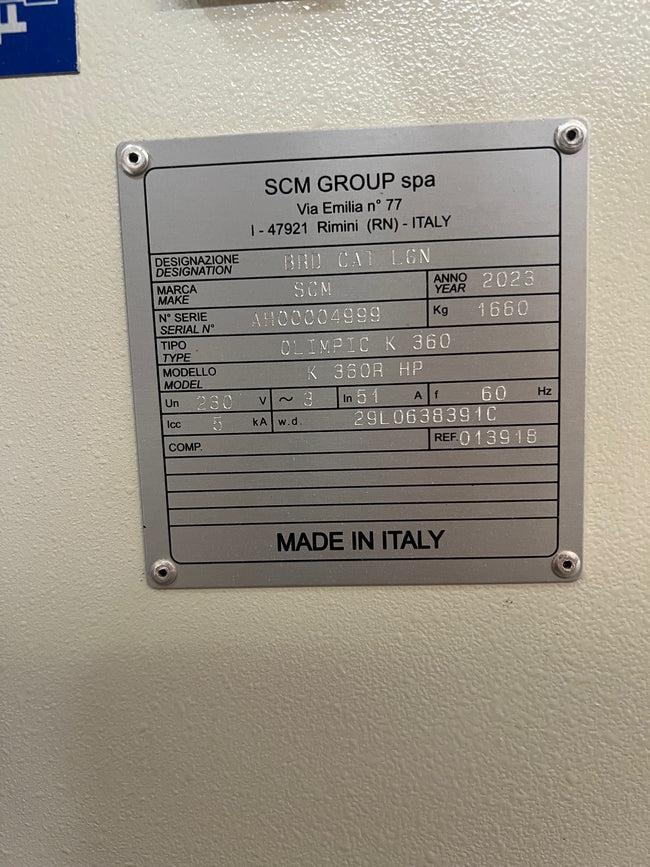 SCM GROUP spa
Via Emilia n° 77
I - 47921 Rimini (RN) - ITALY
DESIGNAZIONE
DESIGNATION
BRD CAT LGN
MARCA
MAKE
SCM
ANNO
YEAR
2023
N° SERIE
SERIAL N°
AH00004999
Kg 1660
TIPO
TYPE
OLIMPIC K 360
MODELLO
MODEL
K 360R HP
Un 230 V ~ 3 In 51 A f 60 Hz
Icc 5 kA w.d. 29L0638391C
COMP.
REF. 013918
MADE IN ITALY